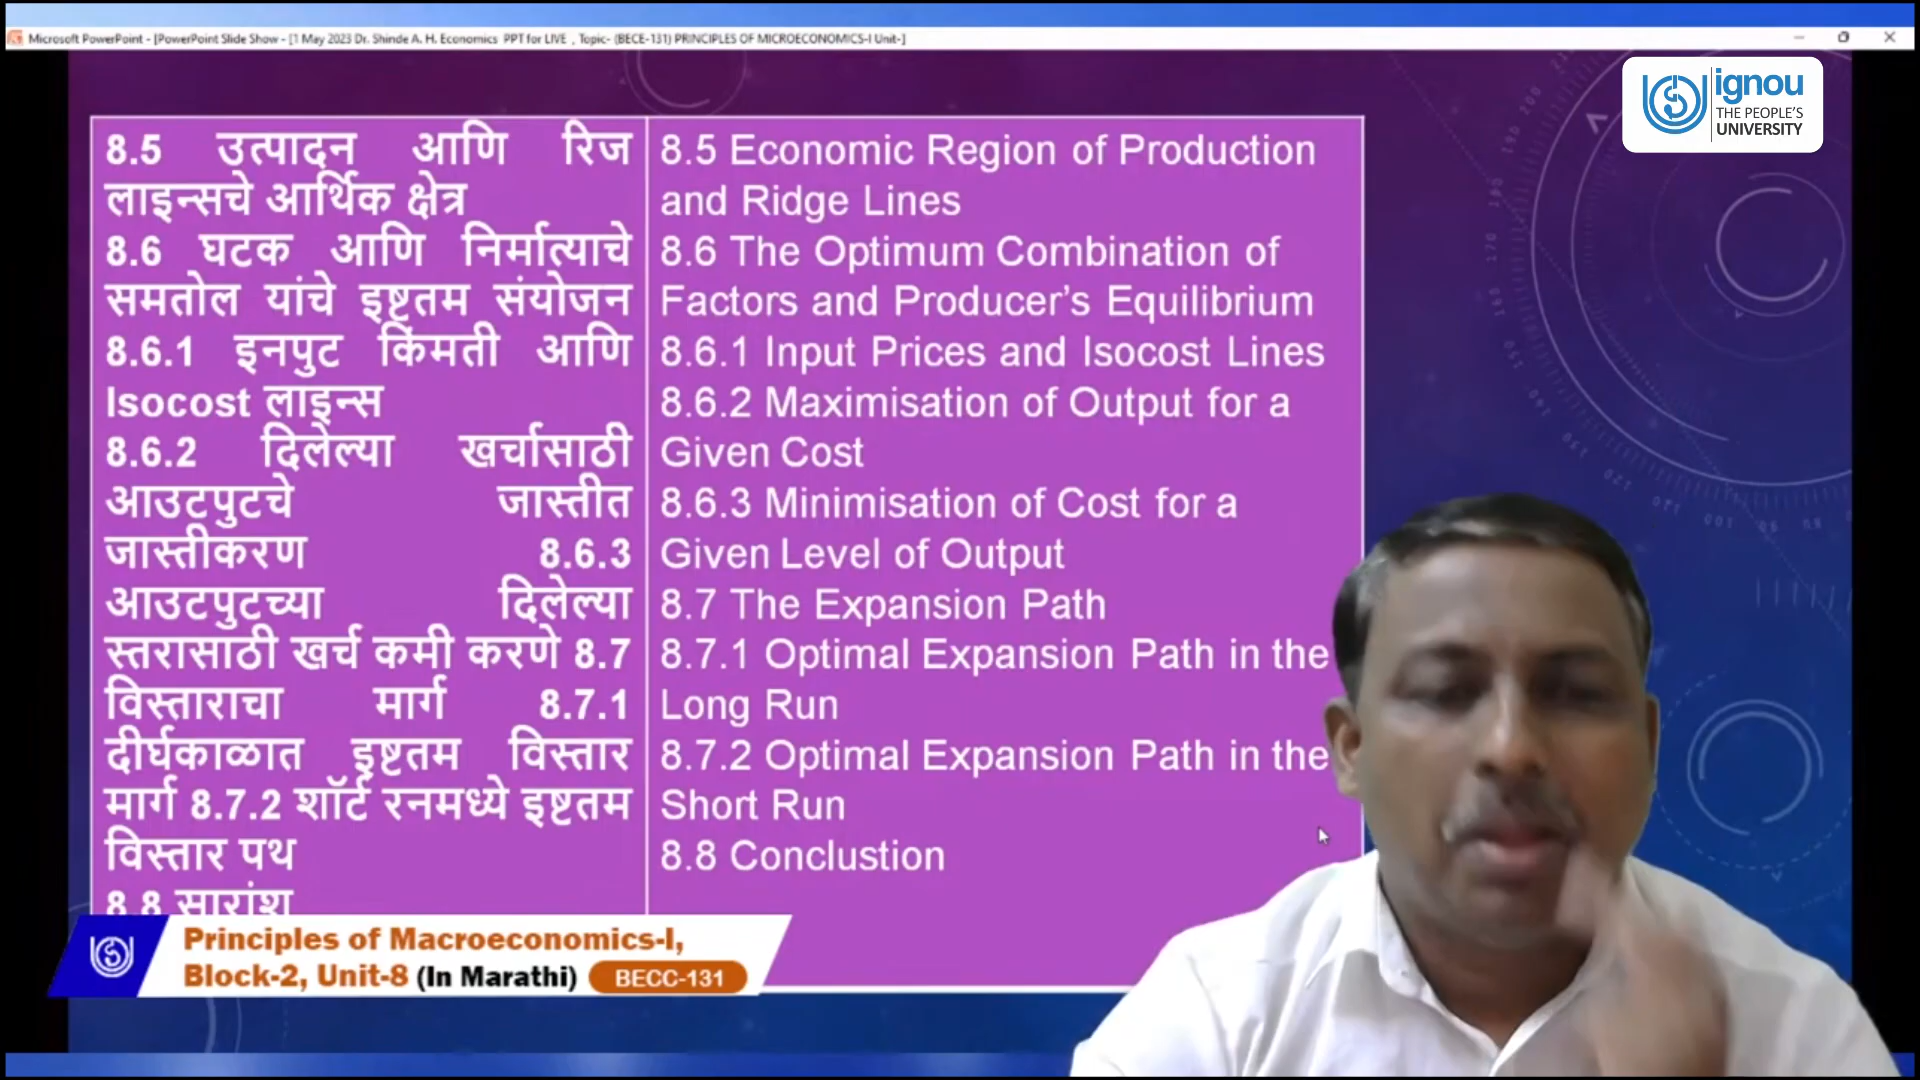 Microsoft PowerPoint - [PowerPoint Slide Show - [1 May 2023 Dr. Shinde A. H. Economics PPT for LIVE , Topic- (BECE-131) PRINCIPLES OF MICROECONOMICS-I Unit-]
ignou
THE PEOPLE'S
UNIVERSITY
8.5 उत्पादन आणि रिज
लाइन्सचे आर्थिक क्षेत्र
8.6 घटक आणि निर्मात्याचे
समतोल यांचे इष्टतम संयोजन
8.6.1 इनपुट किंमती आणि
Isocost लाइन्स
8.6.2 दिलेल्या खर्चासाठी
आउटपुटचे जास्तीत
जास्तीकरण 8.6.3
आउटपुटच्या दिलेल्या
स्तरासाठी खर्च कमी करणे 8.7
विस्ताराचा मार्ग 8.7.1
दीर्घकाळात इष्टतम विस्तार
मार्ग 8.7.2 शॉर्ट रनमध्ये इष्टतम
विस्तार पथ
8.8 सारांश
8.5 Economic Region of Production
and Ridge Lines
8.6 The Optimum Combination of
Factors and Producer's Equilibrium
8.6.1 Input Prices and Isocost Lines
8.6.2 Maximisation of Output for a
Given Cost
8.6.3 Minimisation of Cost for a
Given Level of Output
8.7 The Expansion Path
8.7.1 Optimal Expansion Path in the
Long Run
8.7.2 Optimal Expansion Path in the
Short Run
8.8 Conclustion
Principles of Macroeconomics-I,
Block-2, Unit-8 (In Marathi) BECC-131